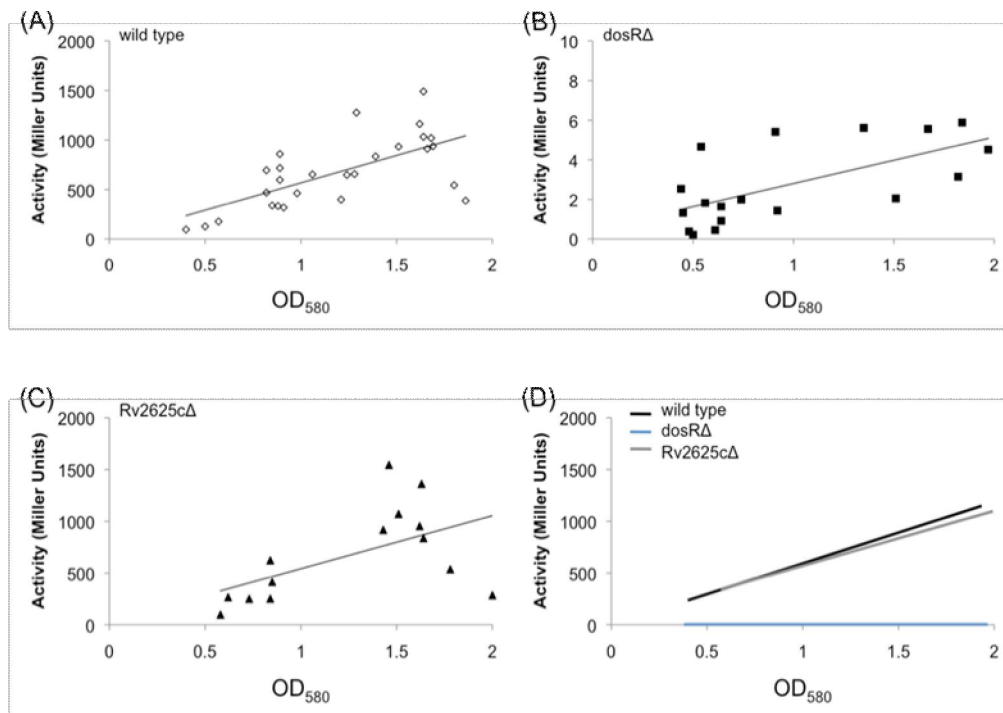 (A)
wild type
Activity (Miller Units)
2000
1500
1000
500
0
0
0.5
1
1.5
2
OD580
(B)
dosRΔ
Activity (Miller Units)
10
8
6
4
2
0
0
0.5
1
1.5
2
OD580
(C)
Rv2625cΔ
Activity (Miller Units)
2000
1500
1000
500
0
0
0.5
1
1.5
2
OD580
(D)
wild type
dosRΔ
Rv2625cΔ
Activity (Miller Units)
2000
1500
1000
500
0
0
0.5
1
1.5
2
OD580